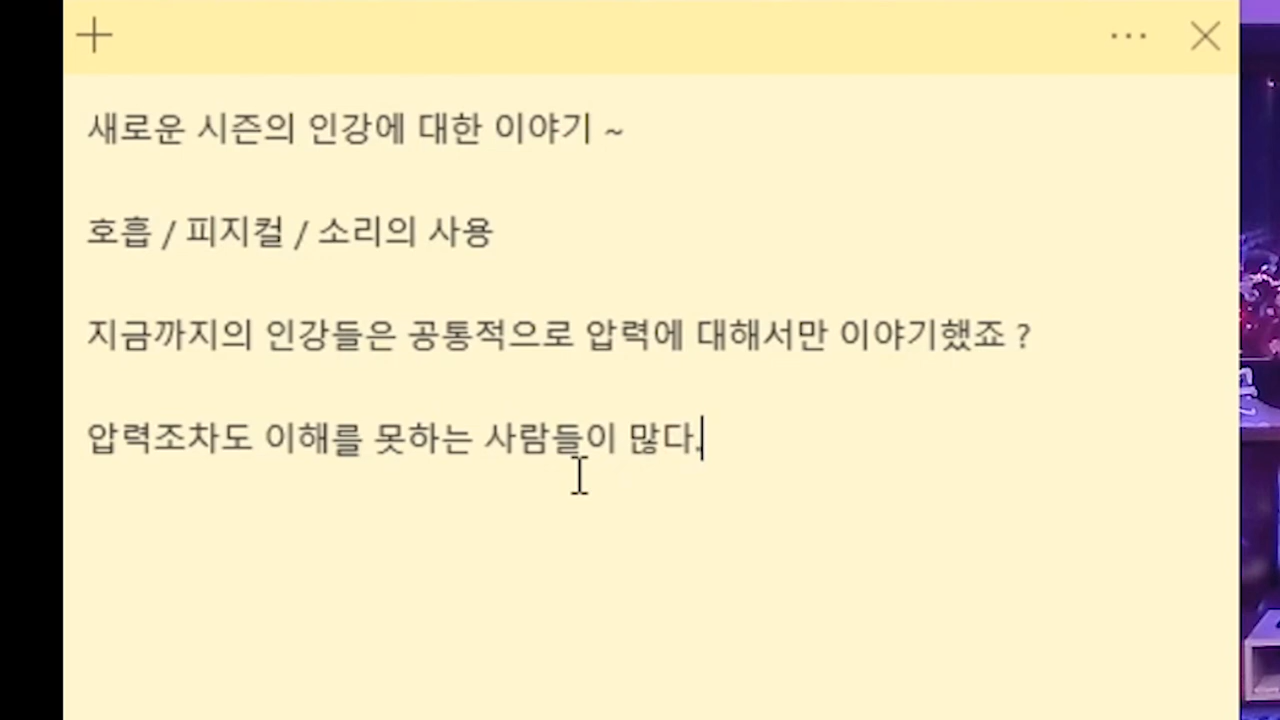 새로운 시즌의 인강에 대한 이야기 ~
호흡 / 피지컬 / 소리의 사용
지금까지의 인강들은 공통적으로 압력에 대해서만 이야기했죠 ?
압력조차도 이해를 못하는 사람들이 많다.